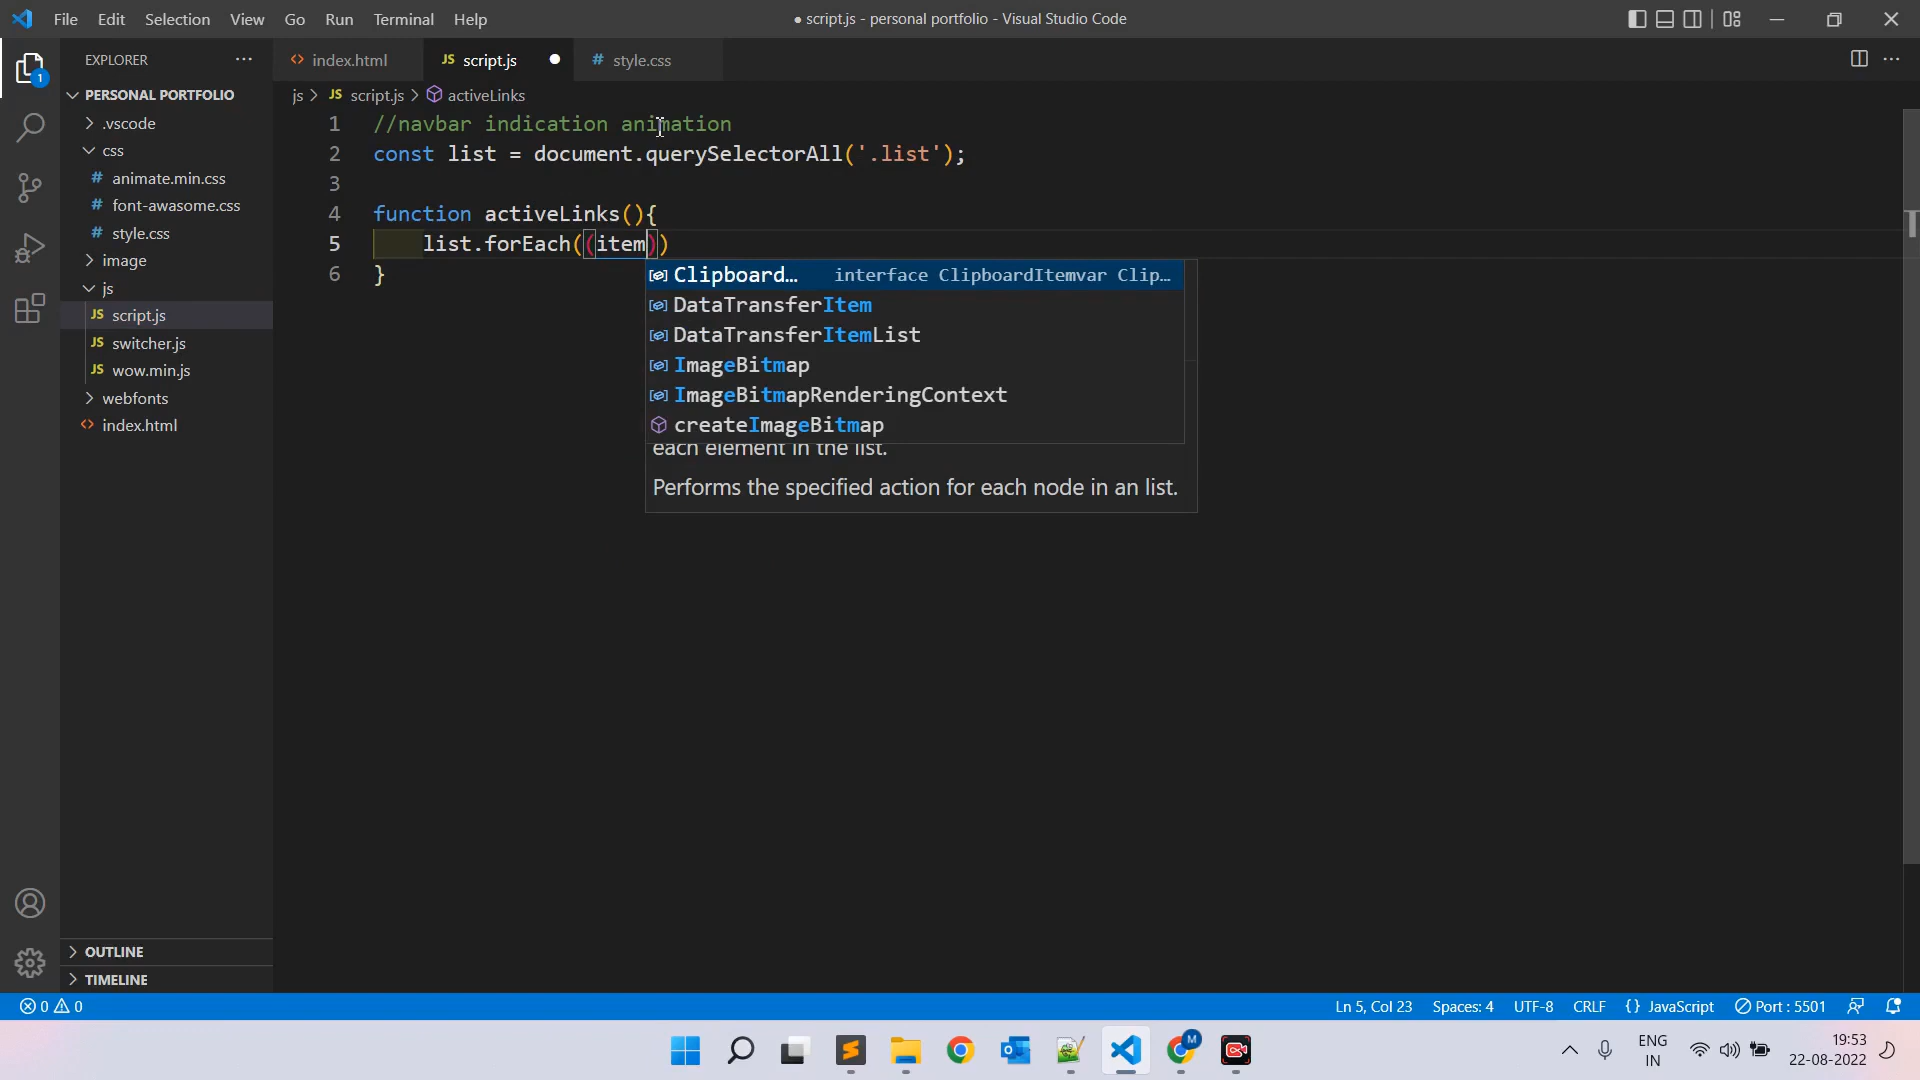 File Edit Selection View Go Run Terminal Help
● script.js - personal portfolio - Visual Studio Code
EXPLORER
index.html
JS script.js
# style.css
PERSONAL PORTFOLIO
js > JS script.js > activeLinks
.vscode
css
# animate.min.css
# font-awasome.css
# style.css
image
js
JS script.js
JS switcher.js
JS wow.min.js
webfonts
index.html
1 //navbar indication animation
2 const list = document.querySelectorAll('.list');
3
4 function activeLinks(){
5 list.forEach((item))
6 }
Clipboard… interface ClipboardItemvar Clip…
DataTransferItem
DataTransferItemList
ImageBitmap
ImageBitmapRenderingContext
createImageBitmap
each element in the list.
Performs the specified action for each node in an list.
OUTLINE
TIMELINE
1
0 0
Ln 5, Col 23 Spaces: 4 UTF-8 CRLF {} JavaScript Port : 5501
M
ENG
IN
19:53
22-08-2022